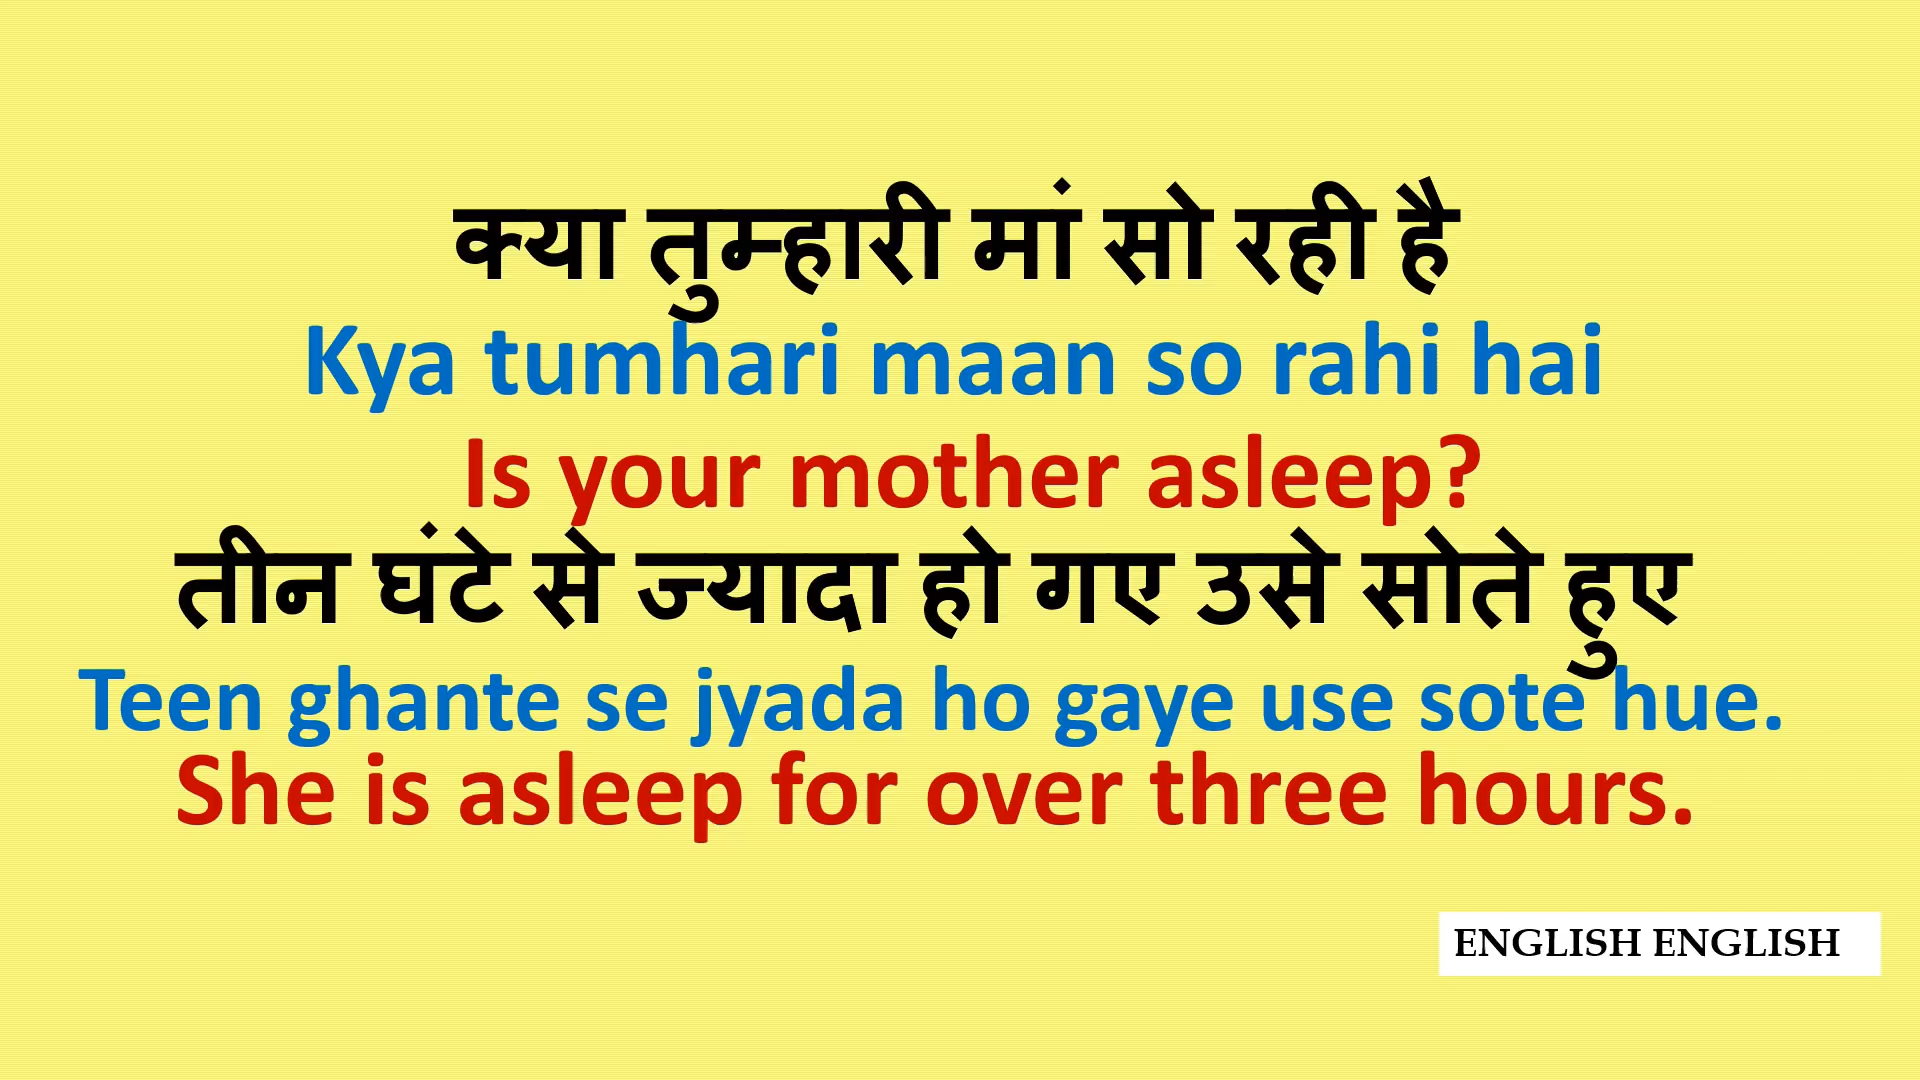 क्या तुम्हारी मां सो रही है
Kya tumhari maan so rahi hai
Is your mother asleep?
तीन घंटे से ज्यादा हो गए उसे सोते हुए
Teen ghante se jyada ho gaye use sote hue.
She is asleep for over three hours.
ENGLISH ENGLISH